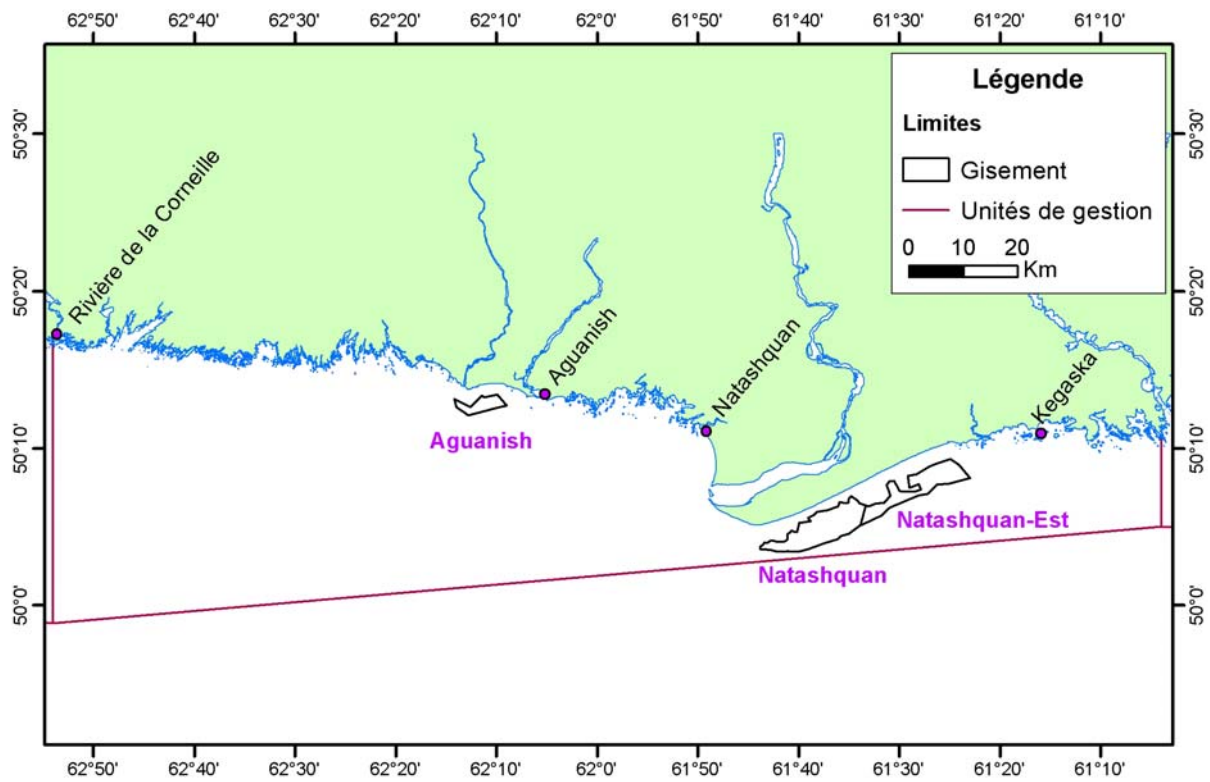 62°50' 62°40' 62°30' 62°20' 62°10' 62°0' 61°50' 61°40' 61°30' 61°20' 61°10'
Légende
Limites
Gisement
Unités de gestion
0 10 20
Km
50°30' 50°30'
50°20' 50°20'
50°10' 50°10'
50°0' 50°0'
Rivière de la Corneille
Aguanish
Natashquan
Kegaska
Aguanish
Natashquan-Est
Natashquan
62°50' 62°40' 62°30' 62°20' 62°10' 62°0' 61°50' 61°40' 61°30' 61°20' 61°10'